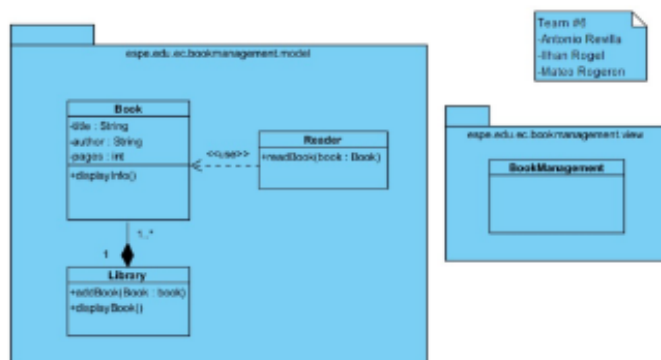 espe.edu.ec.bookmanagement.model
Book
-title : String
-author : String
-pages : int
+displayInfo()
<<use>>
Reader
+readBook(book : Book)
1..*
1
Library
+addBook(Book : book)
+displayBook()
Team #6
-Antonio Revilla
-Ithan Rogel
-Mateo Rogeron
espe.edu.ec.bookmanagement.view
BookManagement